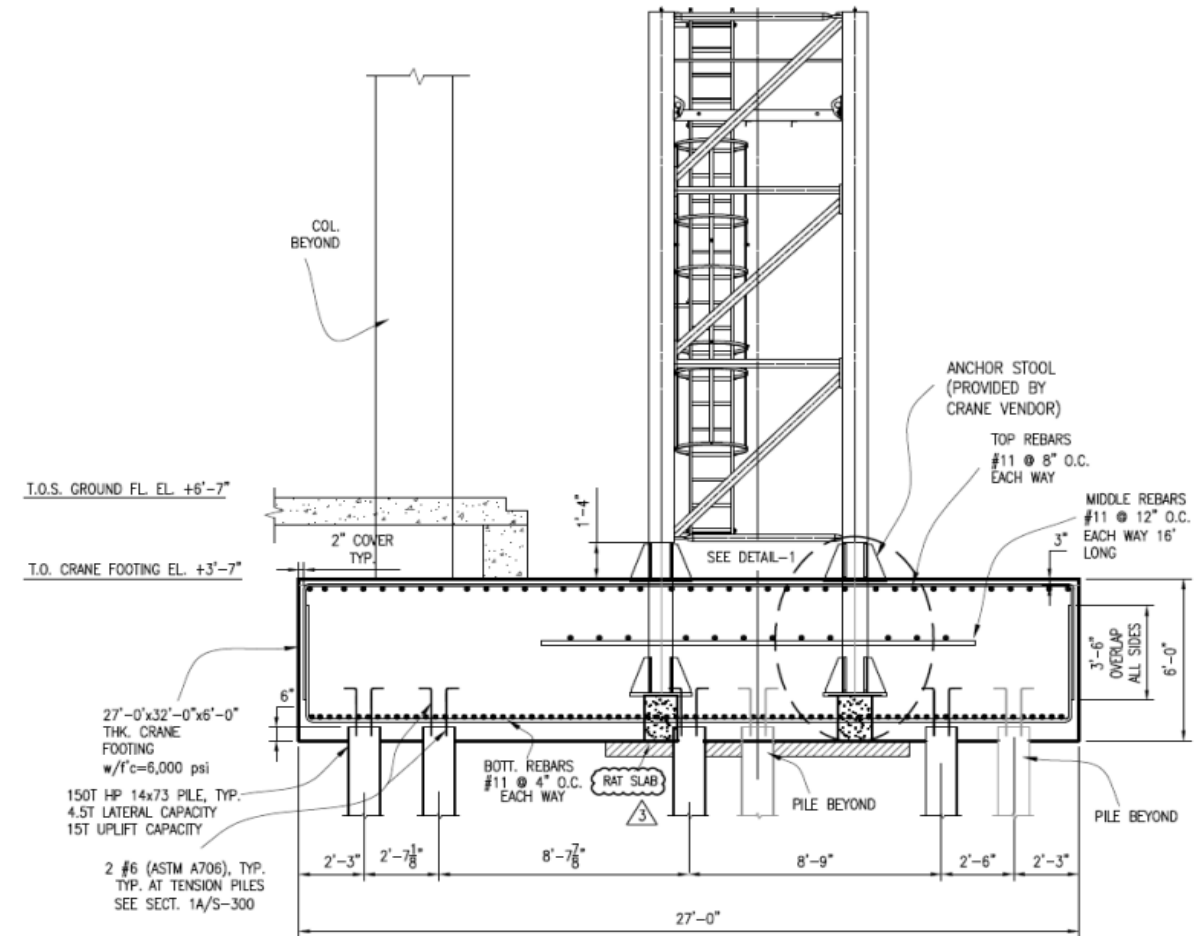 COL.
BEYOND
ANCHOR STOOL
(PROVIDED BY
CRANE VENDOR)
TOP REBARS
#11 @ 8" O.C.
EACH WAY
MIDDLE REBARS
#11 @ 12" O.C.
EACH WAY 16'
LONG
T.O.S. GROUND FL. EL. +6'-7"
1'-4"
2" COVER
TYP.
SEE DETAIL-1
3"
T.O. CRANE FOOTING EL. +3'-7"
3'-6"
OVERLAP
ALL SIDES
6'-0"
6"
27'-0"x32'-0"x6'-0"
THK. CRANE
FOOTING
w/f'c=6,000 psi
150T HP 14x73 PILE, TYP.
4.5T LATERAL CAPACITY
15T UPLIFT CAPACITY
2 #6 (ASTM A706), TYP.
TYP. AT TENSION PILES
SEE SECT. 1A/S-300
BOTT. REBARS
#11 @ 4" O.C.
EACH WAY
RAT SLAB
3
PILE BEYOND
PILE BEYOND
2'-3"
2'-7 1/8"
8'-7 7/8"
8'-9"
2'-6"
2'-3"
27'-0"